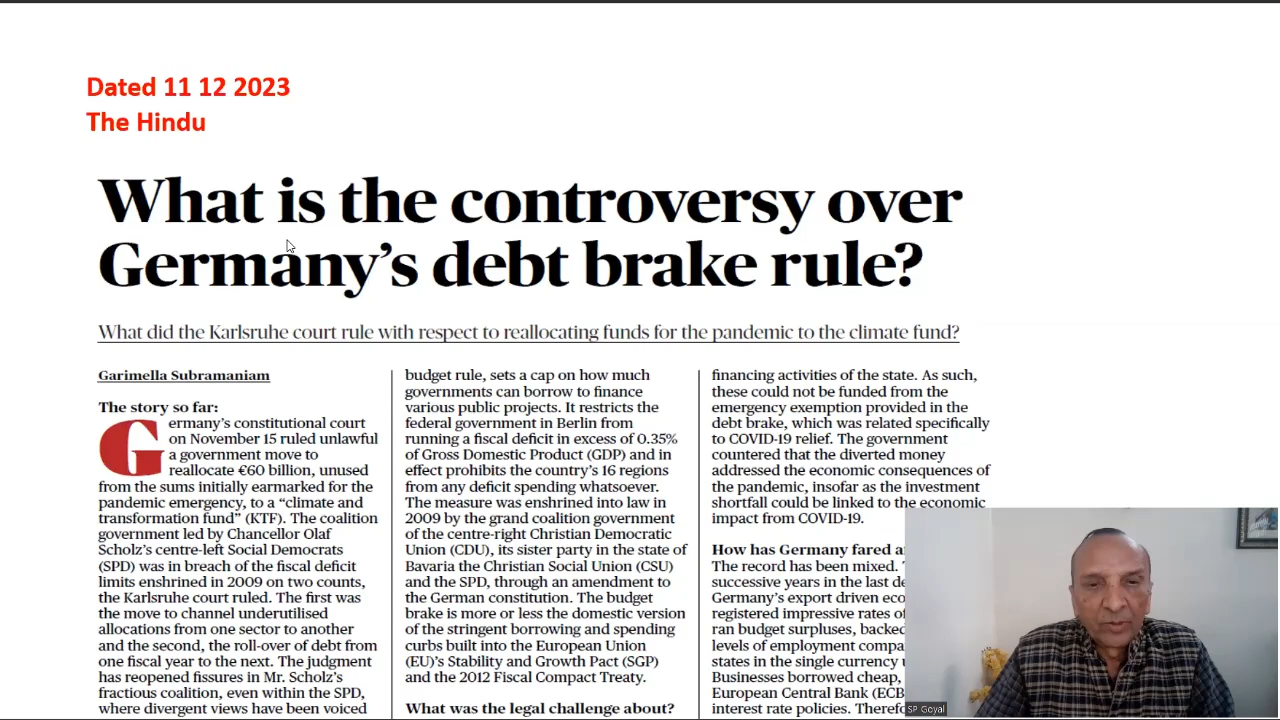 Dated 11 12 2023
The Hindu
What is the controversy over
Germany's debt brake rule?
What did the Karlsruhe court rule with respect to reallocating funds for the pandemic to the climate fund?
Garimella Subramaniam
The story so far:
Germany's constitutional court
on November 15 ruled unlawful
a government move to
reallocate €60 billion, unused
from the sums initially earmarked for the
pandemic emergency, to a “climate and
transformation fund” (KTF). The coalition
government led by Chancellor Olaf
Scholz's centre-left Social Democrats
(SPD) was in breach of the fiscal deficit
limits enshrined in 2009 on two counts,
the Karlsruhe court ruled. The first was
the move to channel underutilised
allocations from one sector to another
and the second, the roll-over of debt from
one fiscal year to the next. The judgment
has reopened fissures in Mr. Scholz's
fractious coalition, even within the SPD,
where divergent views have been voiced
budget rule, sets a cap on how much
governments can borrow to finance
various public projects. It restricts the
federal government in Berlin from
running a fiscal deficit in excess of 0.35%
of Gross Domestic Product (GDP) and in
effect prohibits the country's 16 regions
from any deficit spending whatsoever.
The measure was enshrined into law in
2009 by the grand coalition government
of the centre-right Christian Democratic
Union (CDU), its sister party in the state of
Bavaria the Christian Social Union (CSU)
and the SPD, through an amendment to
the German constitution. The budget
brake is more or less the domestic version
of the stringent borrowing and spending
curbs built into the European Union
(EU)'s Stability and Growth Pact (SGP)
and the 2012 Fiscal Compact Treaty.
What was the legal challenge about?
financing activities of the state. As such,
these could not be funded from the
emergency exemption provided in the
debt brake, which was related specifically
to COVID-19 relief. The government
countered that the diverted money
addressed the economic consequences of
the pandemic, insofar as the investment
shortfall could be linked to the economic
impact from COVID-19.
How has Germany fared
The record has been mixed.
successive years in the last
Germany's export driven
registered impressive rates of
ran budget surpluses, backed
levels of employment
states in the single currency
Businesses borrowed cheap,
European Central Bank (ECB
interest rate policies.
SP Goyal